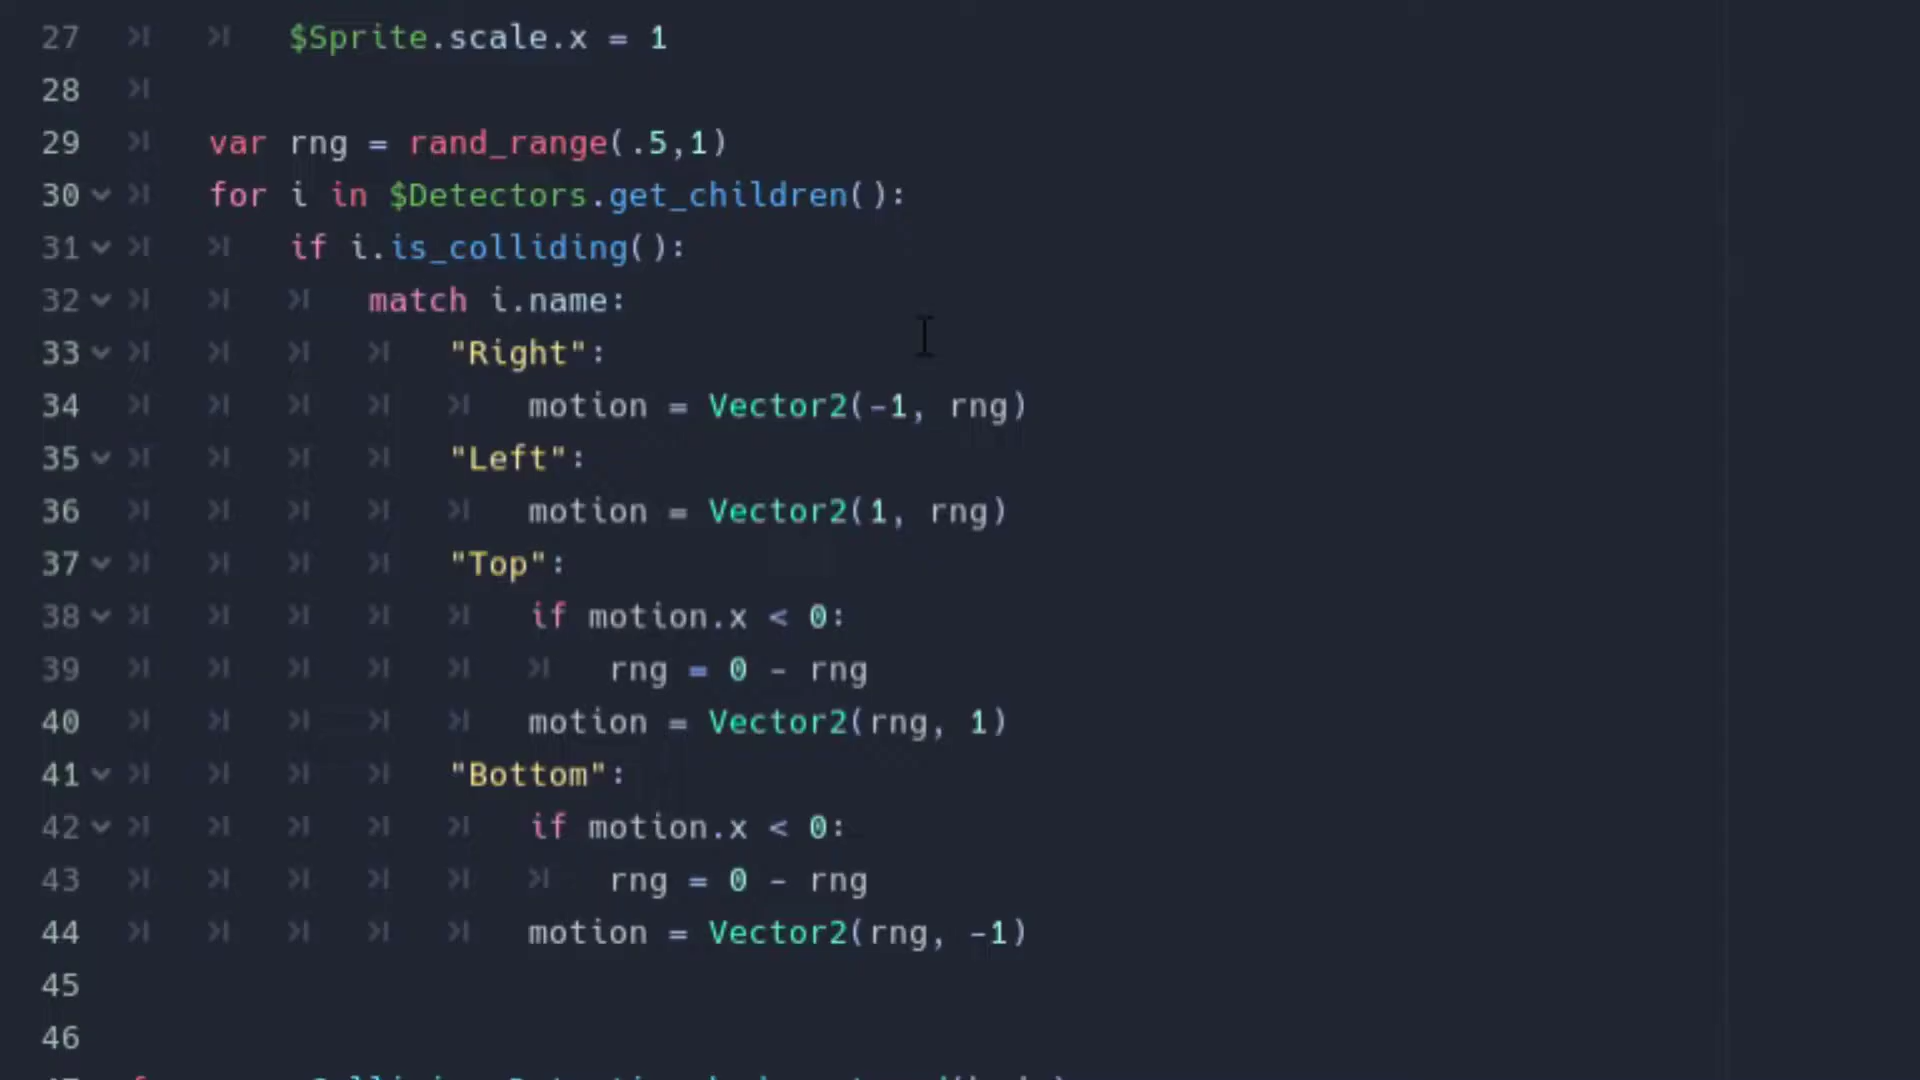 27 $Sprite.scale.x = 1
28
29 var rng = rand_range(.5,1)
30 for i in $Detectors.get_children():
31 if i.is_colliding():
32 match i.name:
33 "Right":
34 motion = Vector2(-1, rng)
35 "Left":
36 motion = Vector2(1, rng)
37 "Top":
38 if motion.x < 0:
39 rng = 0 - rng
40 motion = Vector2(rng, 1)
41 "Bottom":
42 if motion.x < 0:
43 rng = 0 - rng
44 motion = Vector2(rng, -1)
45
46